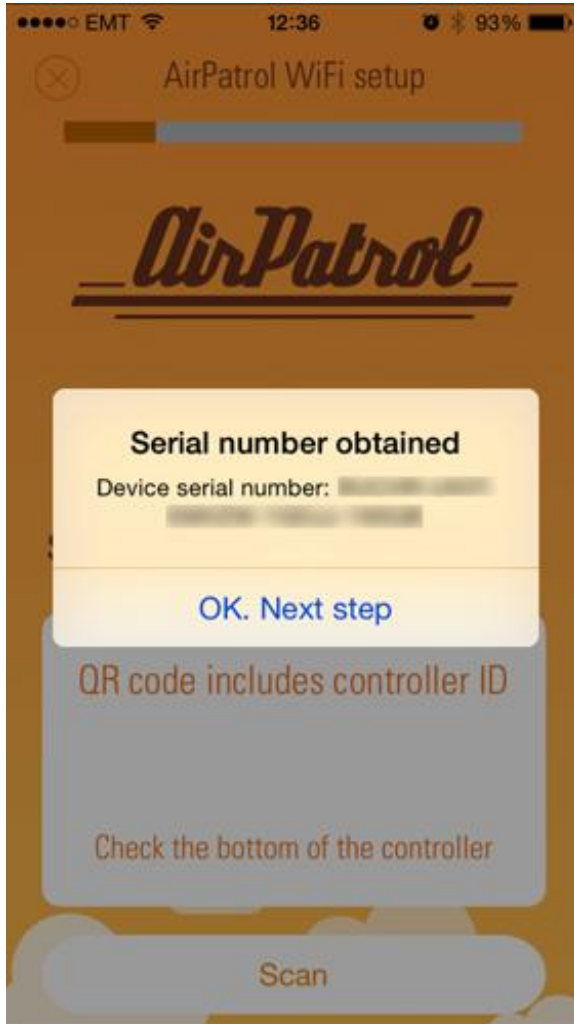 EMT 12:36 93%
AirPatrol WiFi setup
AirPatrol
Serial number obtained
Device serial number:
OK. Next step
QR code includes controller ID
Check the bottom of the controller
Scan